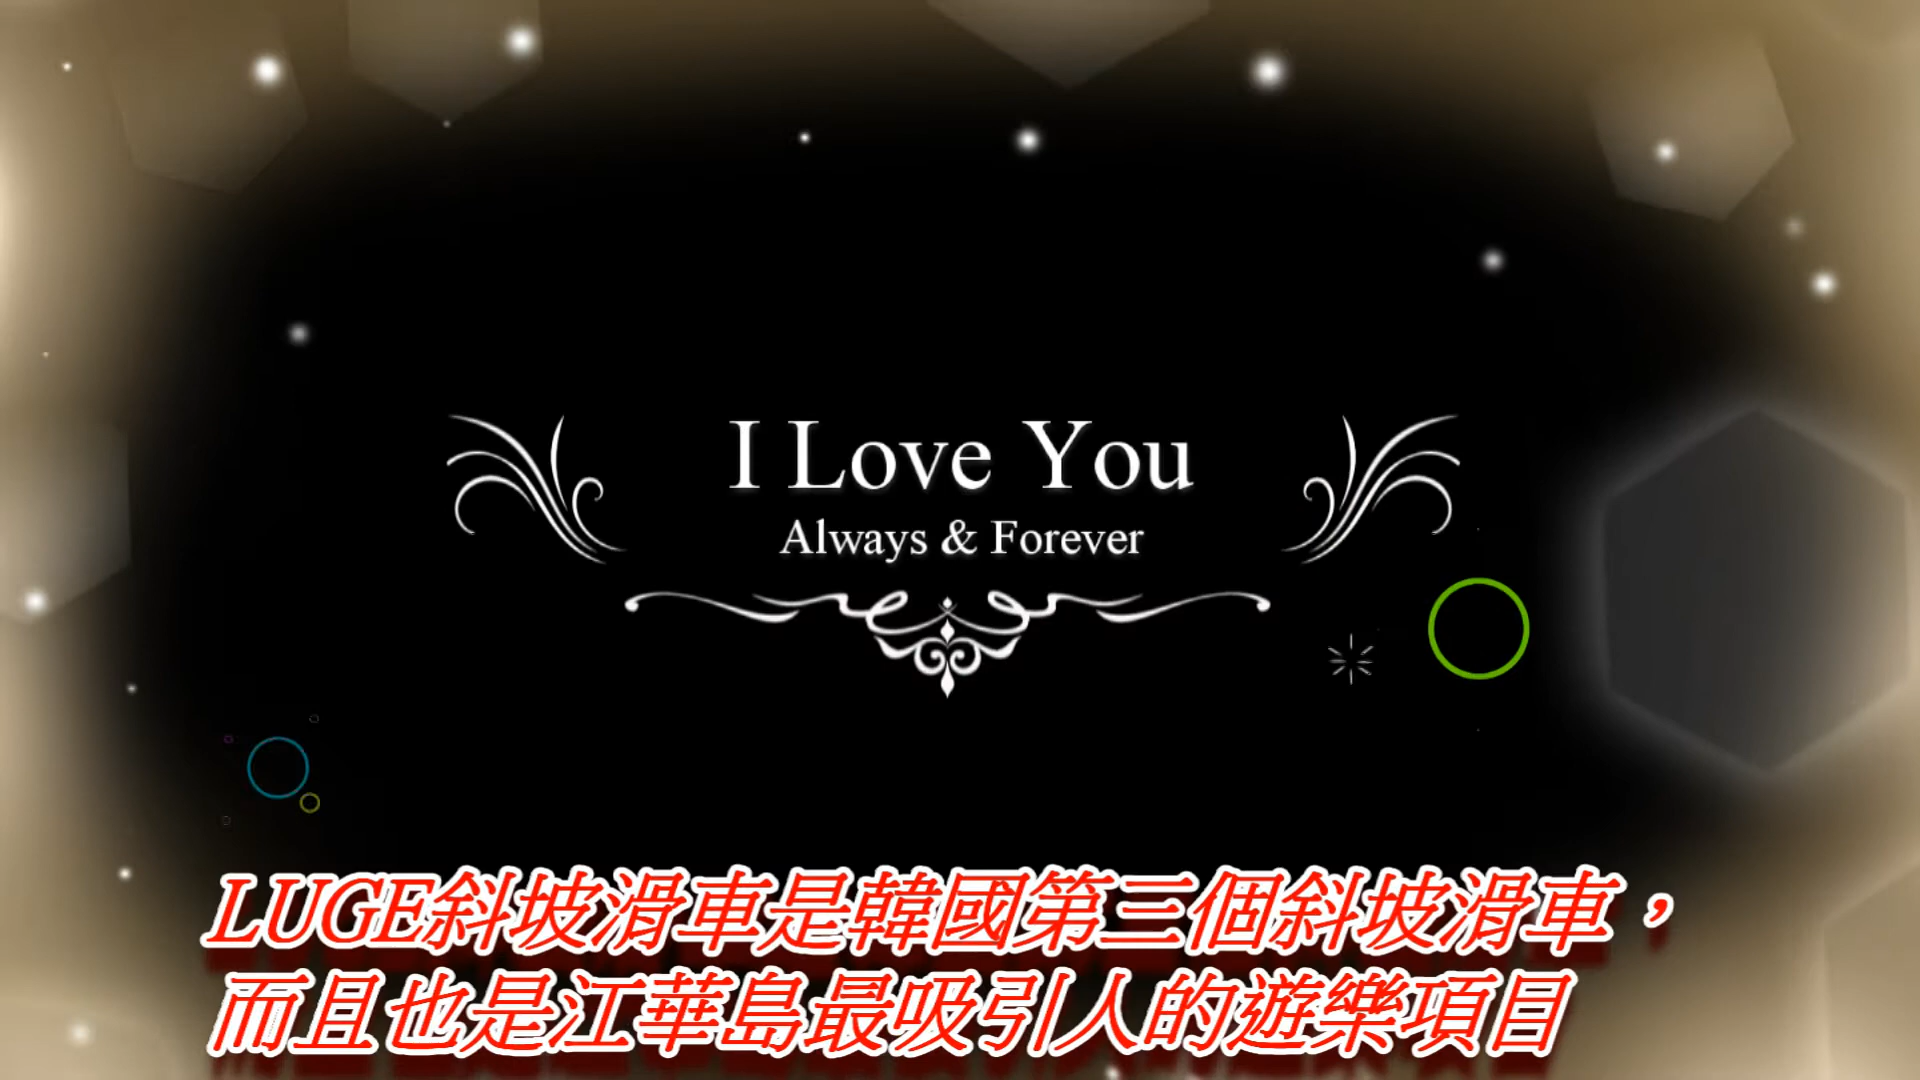 I Love You
Always & Forever
LUGE斜坡滑車是韓國第三個斜坡滑車，
而且也是江華島最吸引人的遊樂項目